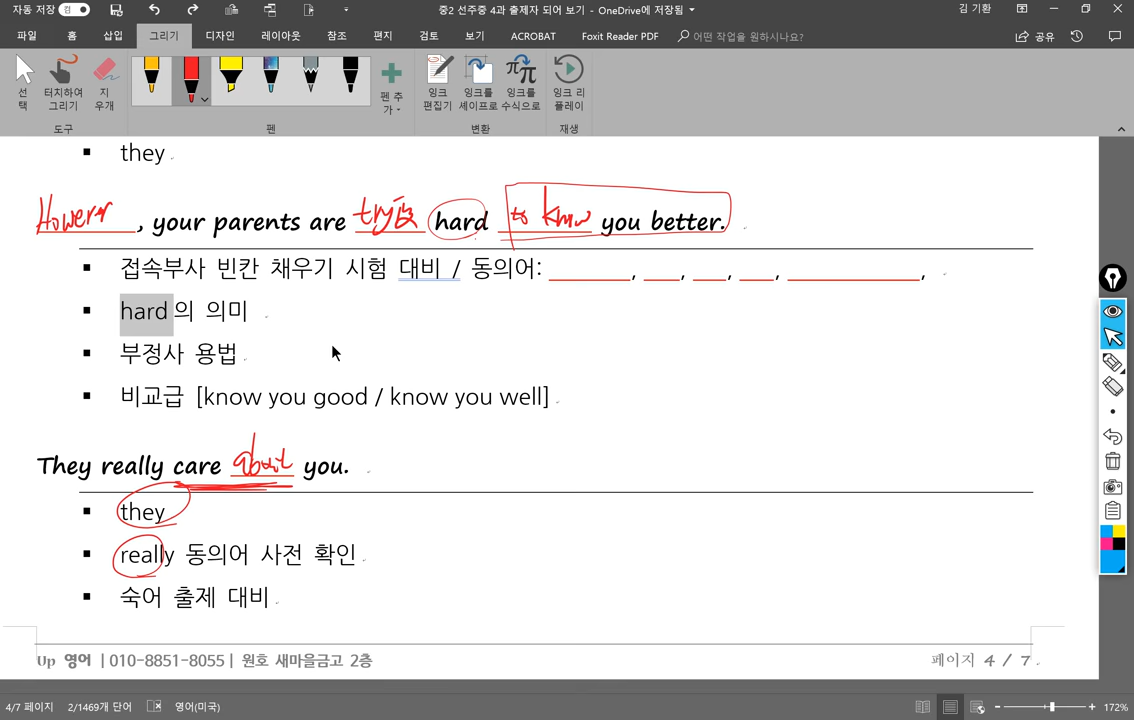 자동 저장 컴 중2 선주중 4과 출제자 되어 보기 - OneDrive에 저장됨 김 기환
파일 홈 삽입 그리기 디자인 레이아웃 참조 편지 검토 보기 ACROBAT Foxit Reader PDF 어떤 작업을 원하시나요? 공유
선택 터치하여 그리기 지우개 펜 추가 잉크 편집기 잉크를 셰이프로 잉크를 수식으로 잉크 리플레이
도구 펜 변환 재생
▪ they
However, your parents are hard to know you better.
▪ 접속부사 빈칸 채우기 시험 대비 / 동의어: ________, ____, ____, ____, ______________,
▪ hard의 의미
▪ 부정사 용법
▪ 비교급 [know you good / know you well]
They really care about you.
▪ they
▪ really 동의어 사전 확인
▪ 숙어 출제 대비
Up 영어 | 010-8851-8055 | 원호 새마을금고 2층 페이지 4 / 7
4/7 페이지 2/1469개 단어 영어(미국) 172%